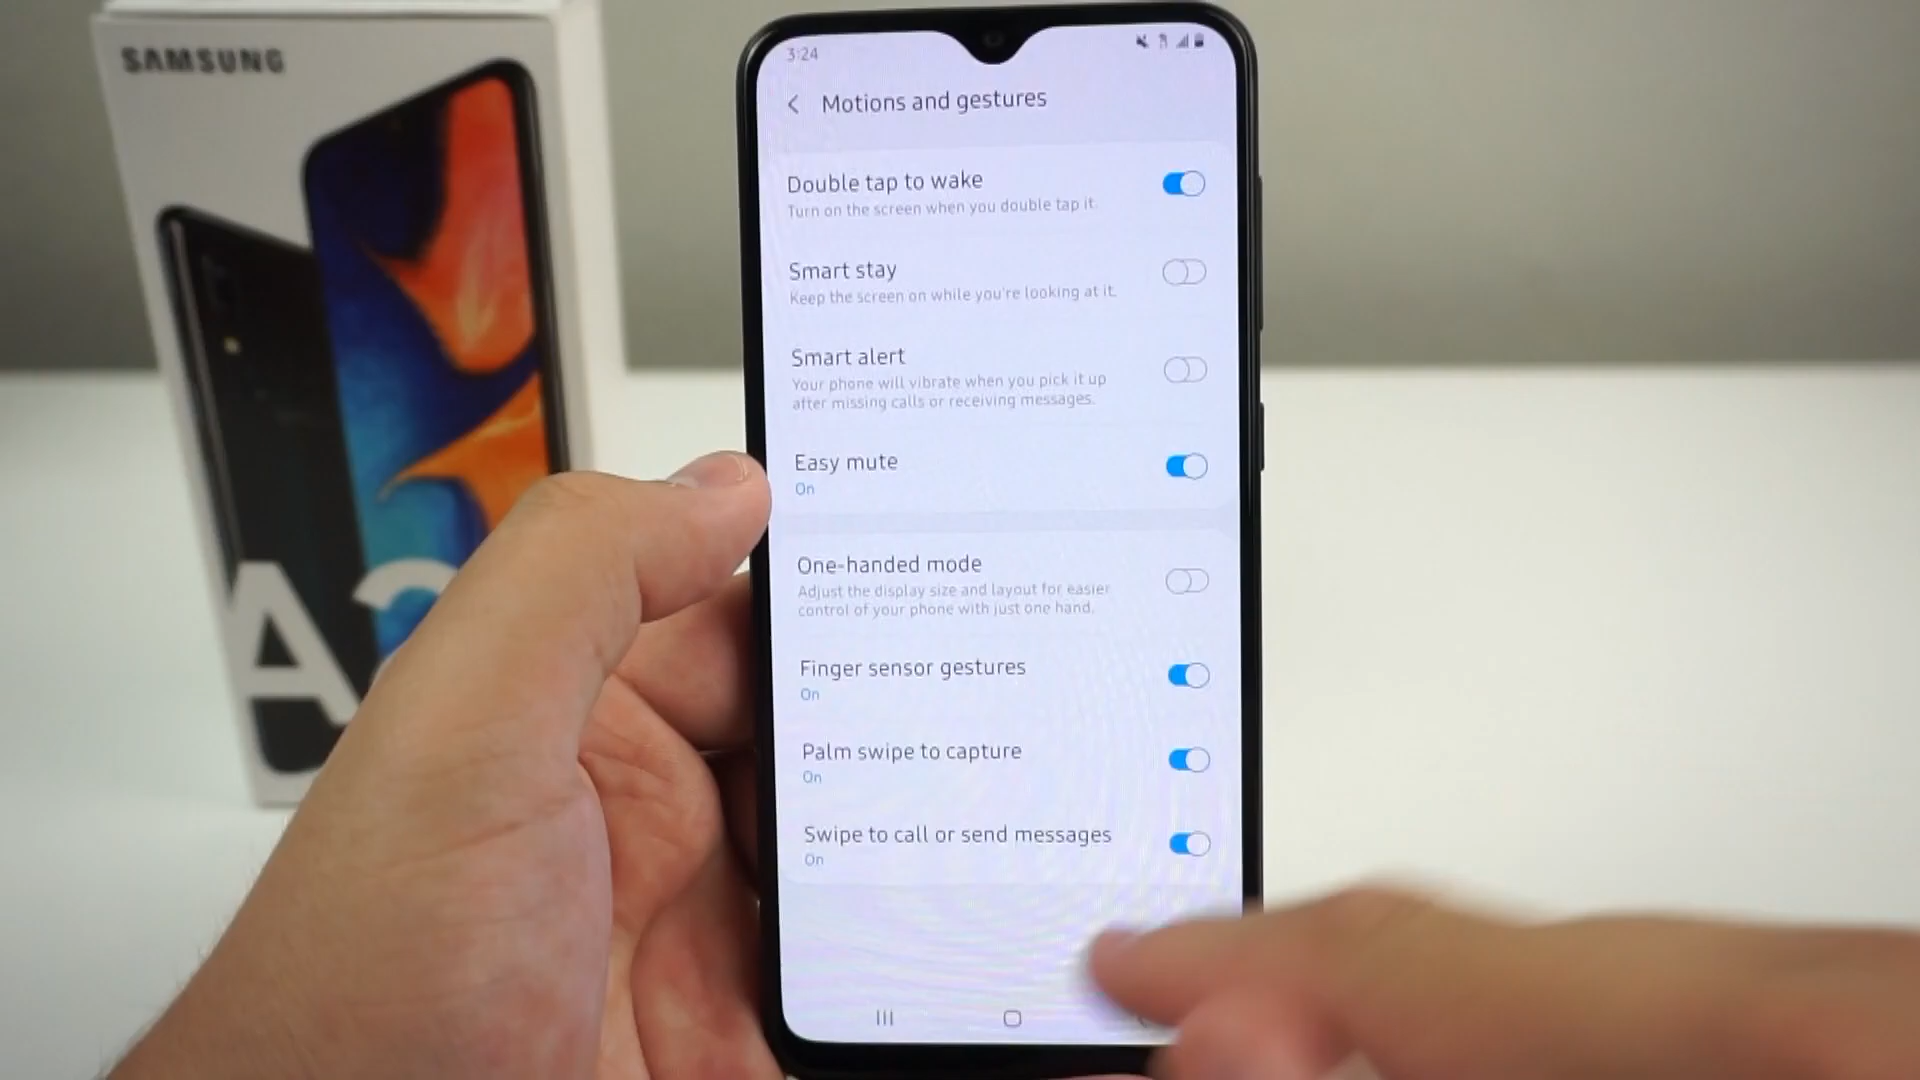 SAMSUNG
3:24
Motions and gestures
Double tap to wake
Turn on the screen when you double tap it.
Smart stay
Keep the screen on while you're looking at it.
Smart alert
Your phone will vibrate when you pick it up
after missing calls or receiving messages.
Easy mute
On
One-handed mode
Adjust the display size and layout for easier
control of your phone with just one hand.
Finger sensor gestures
On
Palm swipe to capture
On
Swipe to call or send messages
On